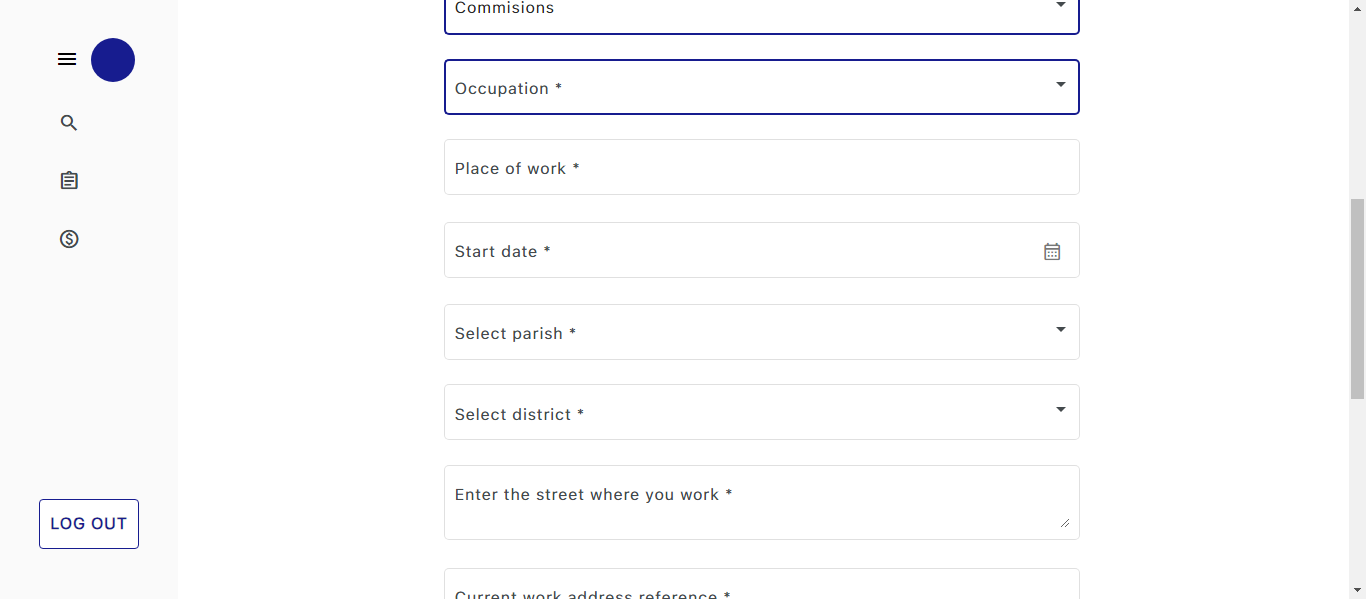 Commisions
Occupation *
Place of work *
Start date *
Select parish *
Select district *
Enter the street where you work *
LOG OUT
Current work address reference *